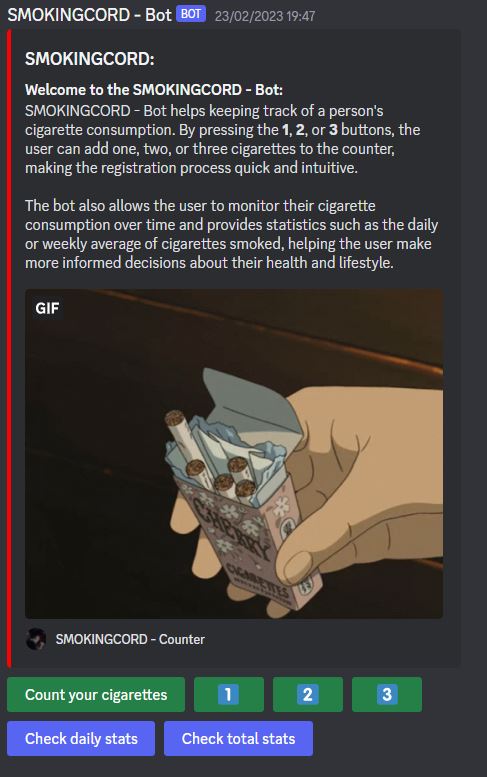 SMOKINGCORD - Bot BOT 23/02/2023 19:47
SMOKINGCORD:
Welcome to the SMOKINGCORD - Bot:
SMOKINGCORD - Bot helps keeping track of a person's
cigarette consumption. By pressing the 1, 2, or 3 buttons, the
user can add one, two, or three cigarettes to the counter,
making the registration process quick and intuitive.
The bot also allows the user to monitor their cigarette
consumption over time and provides statistics such as the daily
or weekly average of cigarettes smoked, helping the user make
more informed decisions about their health and lifestyle.
GIF
CHERRY
CIGARETTES
SMOKINGCORD - Counter
Count your cigarettes 1 2 3
Check daily stats Check total stats